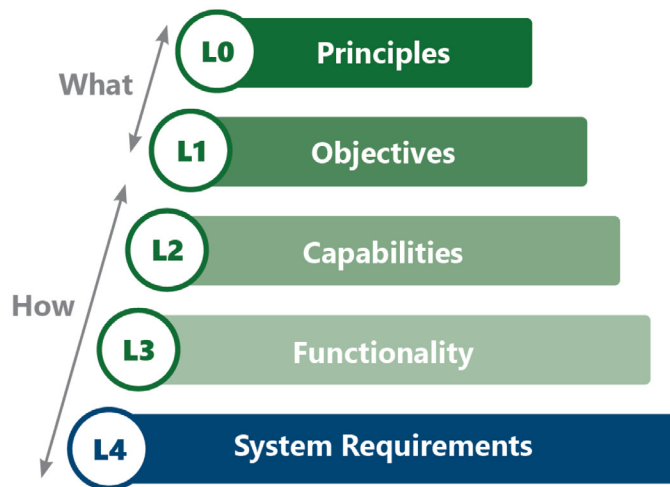 L0 Principles
What
L1 Objectives
L2 Capabilities
How
L3 Functionality
L4 System Requirements